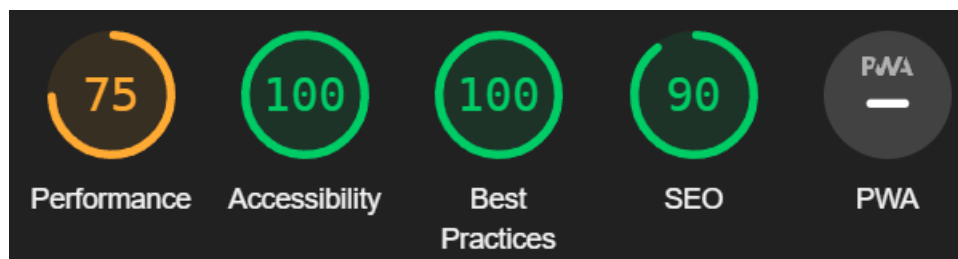 75
100
100
90
PWA
Performance
Accessibility
Best
Practices
SEO
PWA